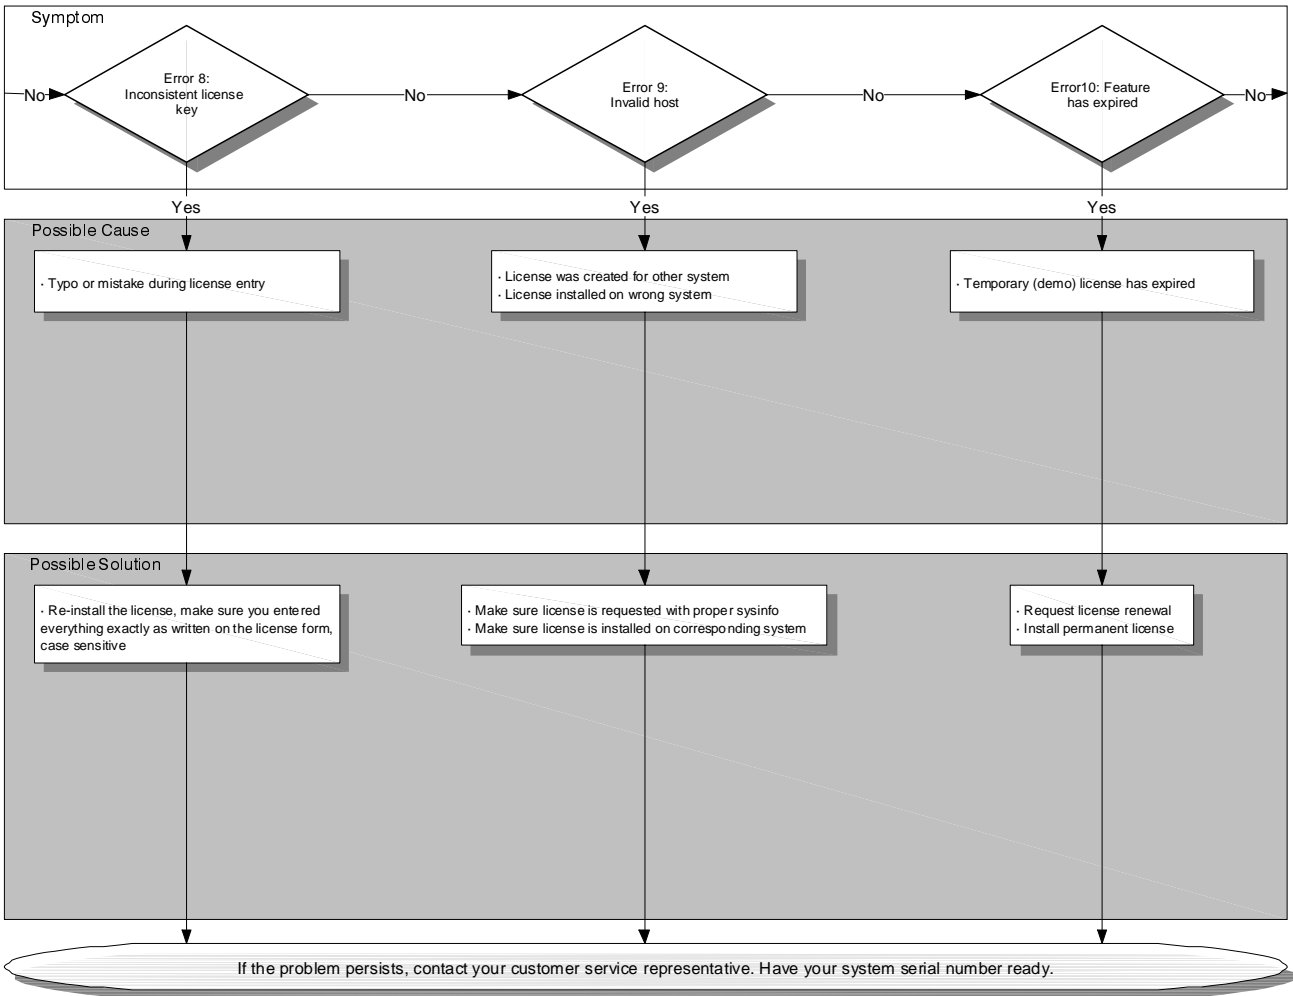 Symptom
Error 8:
Inconsistent license
key
Error 9:
Invalid host
Error10: Feature
has expired
No
No
No
No
Yes
Yes
Yes
Possible Cause
· Typo or mistake during license entry
· License was created for other system
· License installed on wrong system
· Temporary (demo) license has expired
Possible Solution
· Re-install the license, make sure you entered
everything exactly as written on the license form,
case sensitive
· Make sure license is requested with proper sysinfo
· Make sure license is installed on corresponding system
· Request license renewal
· Install permanent license
If the problem persists, contact your customer service representative. Have your system serial number ready.